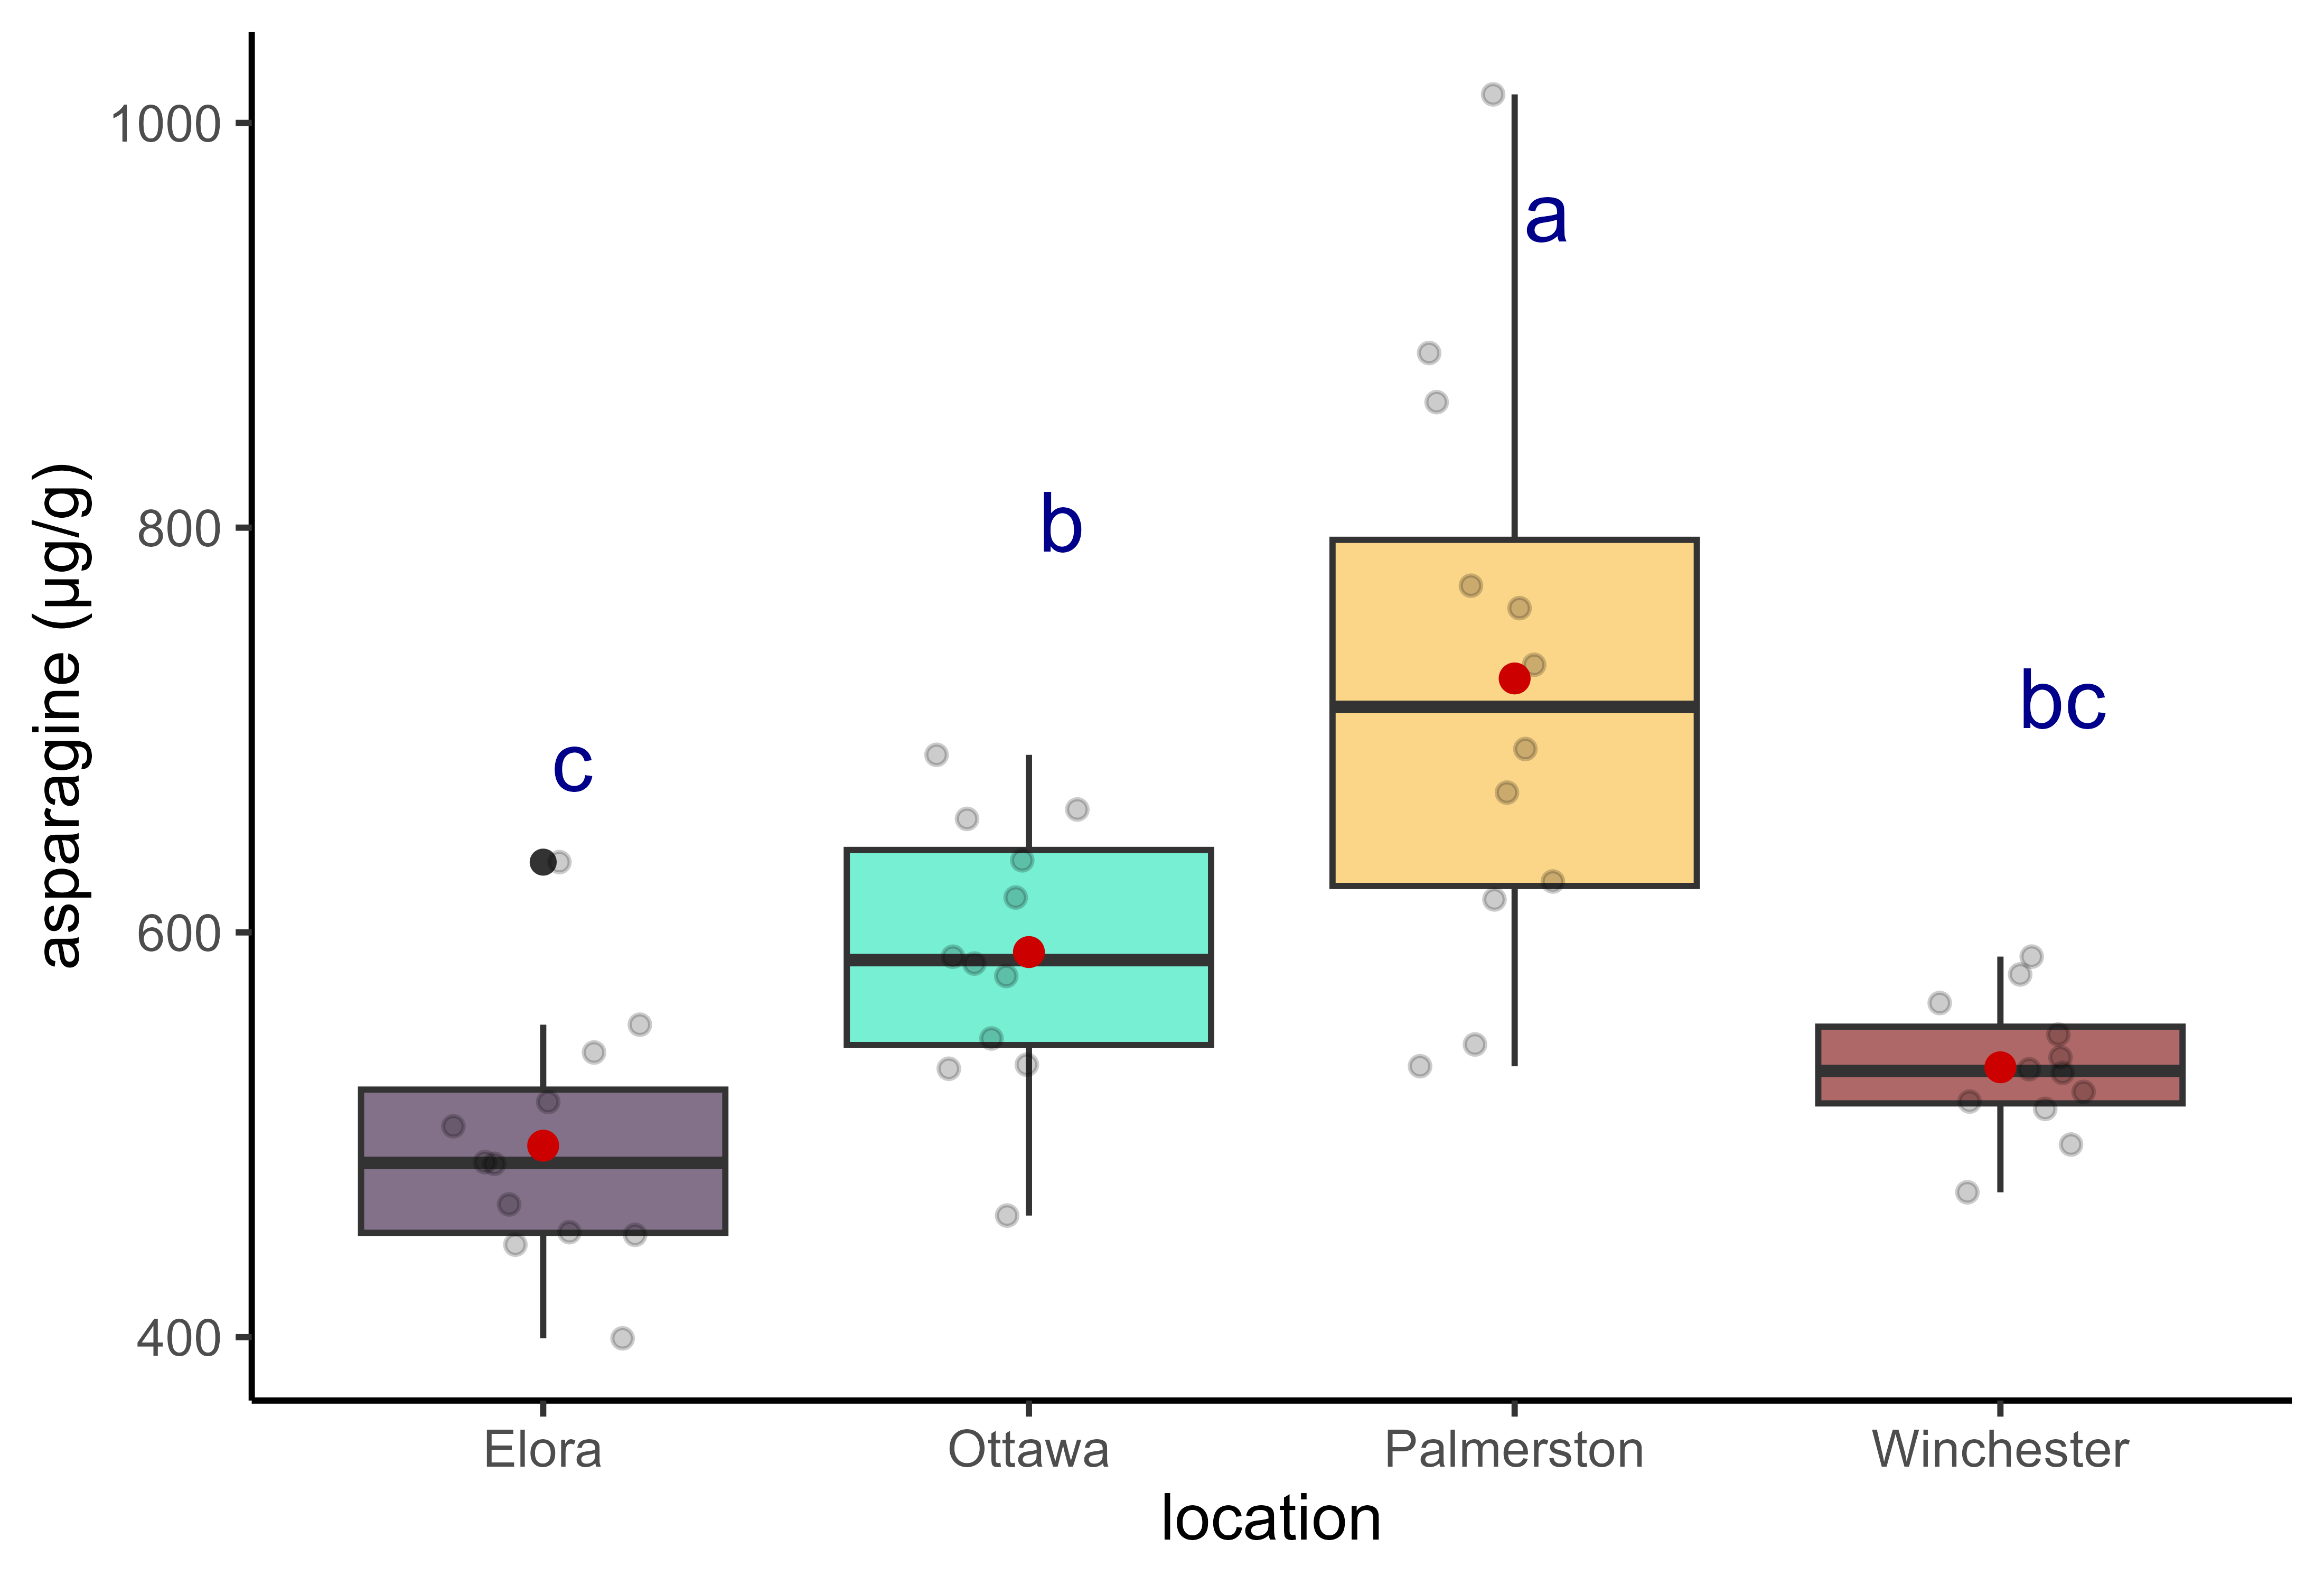 asparagine (µg/g)
1000
800
600
400
a
b
bc
c
Elora
Ottawa
Palmerston
Winchester
location